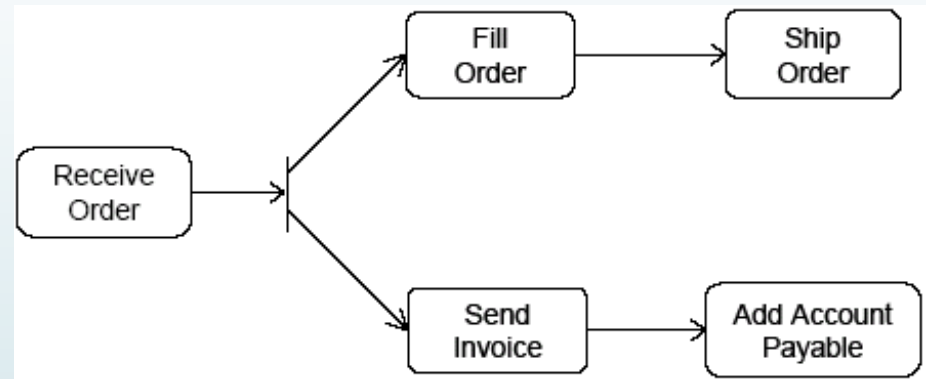 Receive
Order
Fill
Order
Ship
Order
Send
Invoice
Add Account
Payable